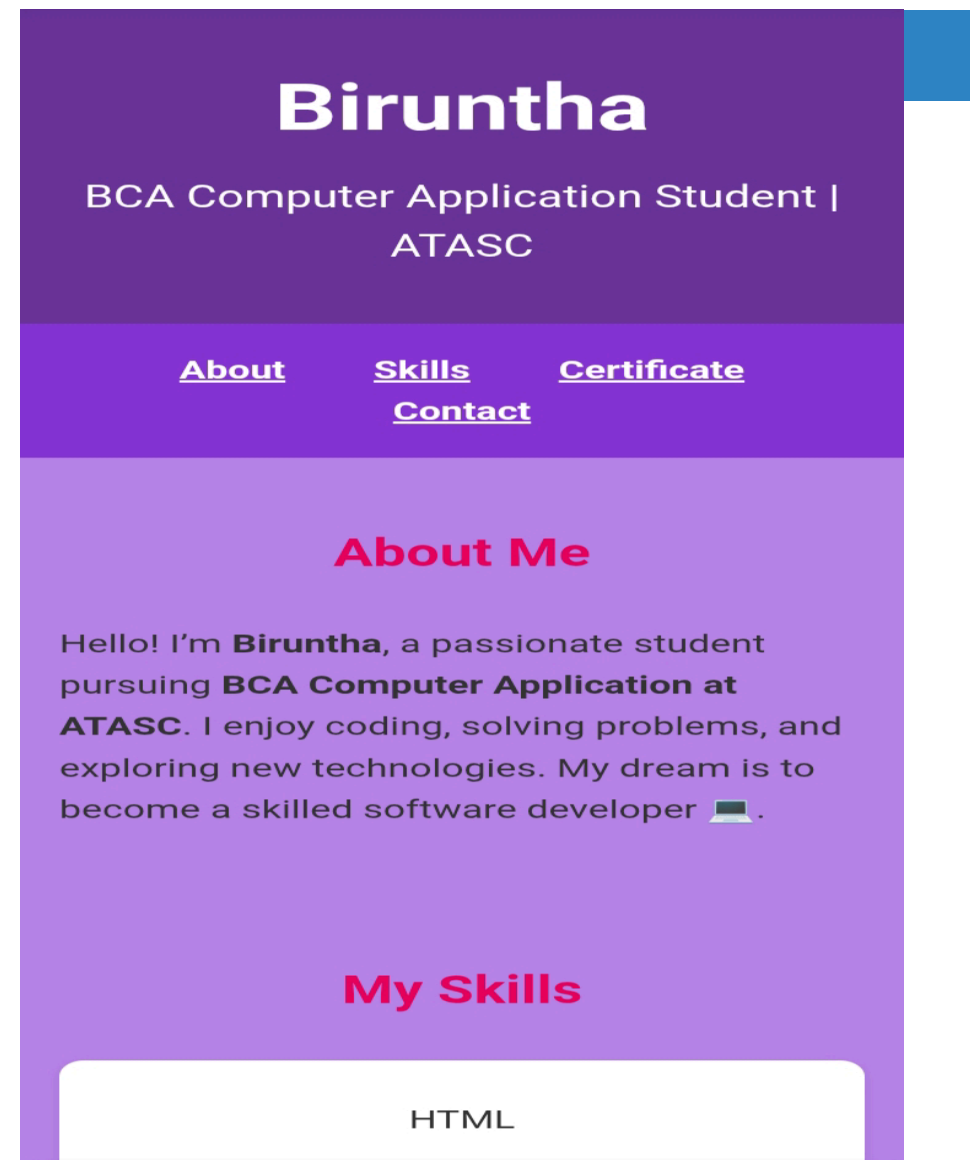 Biruntha
BCA Computer Application Student |
ATASC
About Skills Certificate
Contact
About Me
Hello! I’m Biruntha, a passionate student
pursuing BCA Computer Application at
ATASC. I enjoy coding, solving problems, and
exploring new technologies. My dream is to
become a skilled software developer 💻.
My Skills
HTML